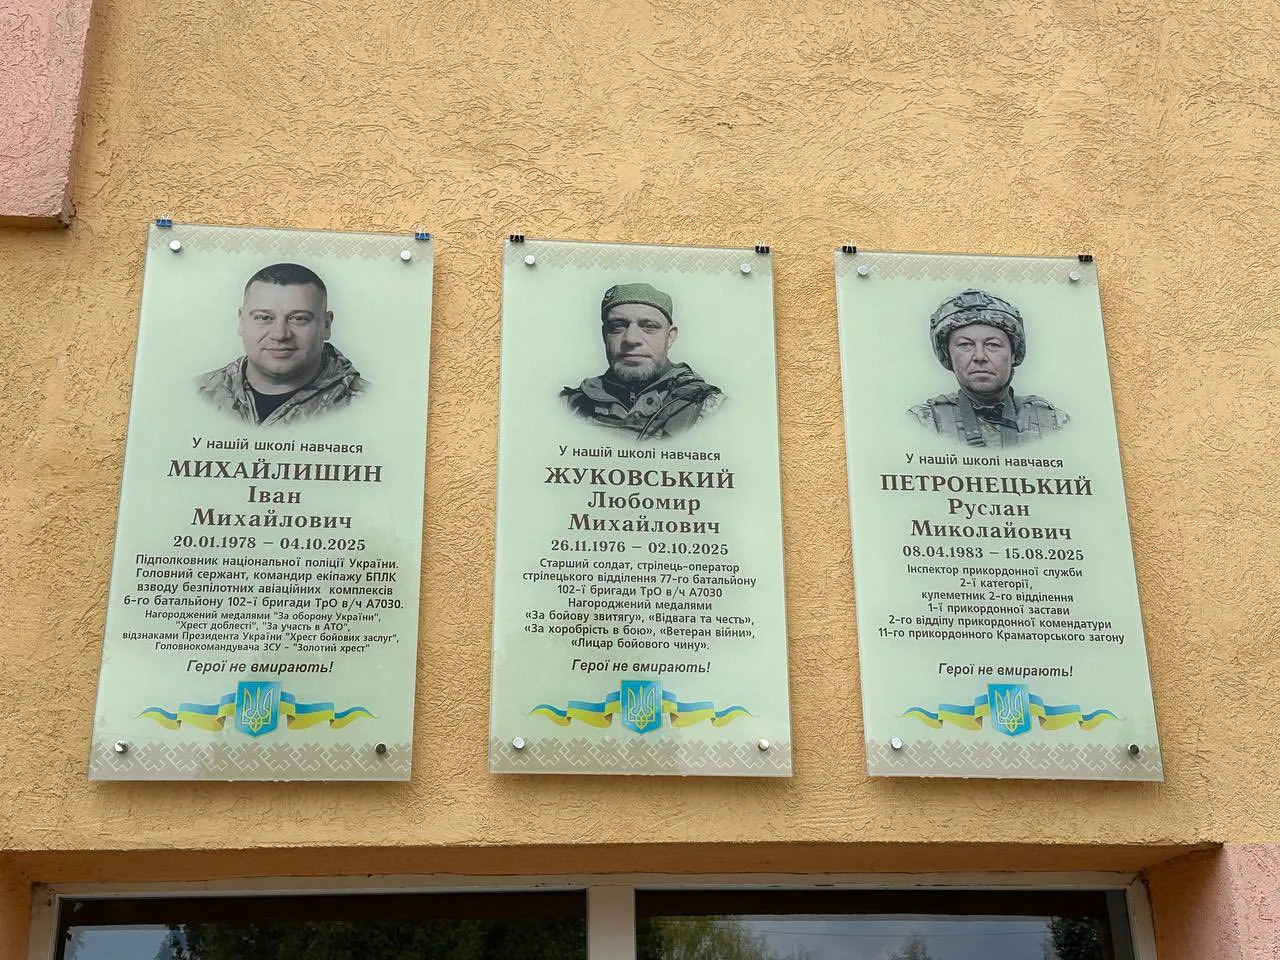 У нашій школі навчався
МИХАЙЛИШИН
Іван
Михайлович
20.01.1978 – 04.10.2025
Підполковник національної поліції України.
Головний сержант, командир екіпажу БПЛК
взводу безпілотних авіаційних комплексів
6-го батальйону 102-ї бригади ТрО в/ч А7030.
Нагороджений медалями "За оборону України",
"Хрест доблесті", "За участь в АТО",
відзнаками Президента України "Хрест бойових заслуг",
Головнокомандувача ЗСУ - "Золотий хрест"
Герої не вмирають!
У нашій школі навчався
ЖУКОВСЬКИЙ
Любомир
Михайлович
26.11.1976 – 02.10.2025
Старший солдат, стрілець-оператор
стрілецького відділення 77-го батальйону
102-ї бригади ТрО в/ч А7030
Нагороджений медалями
«За бойову звитягу», «Відвага та честь»,
«За хоробрість в бою», «Ветеран війни»,
«Лицар бойового чину».
Герої не вмирають!
У нашій школі навчався
ПЕТРОНЕЦЬКИЙ
Руслан
Миколайович
08.04.1983 – 15.08.2025
Інспектор прикордонної служби
2-ї категорії,
кулеметник 2-го відділення
1-ї прикордонної застави
2-го відділу прикордонної комендатури
11-го прикордонного Краматорського загону
Герої не вмирають!